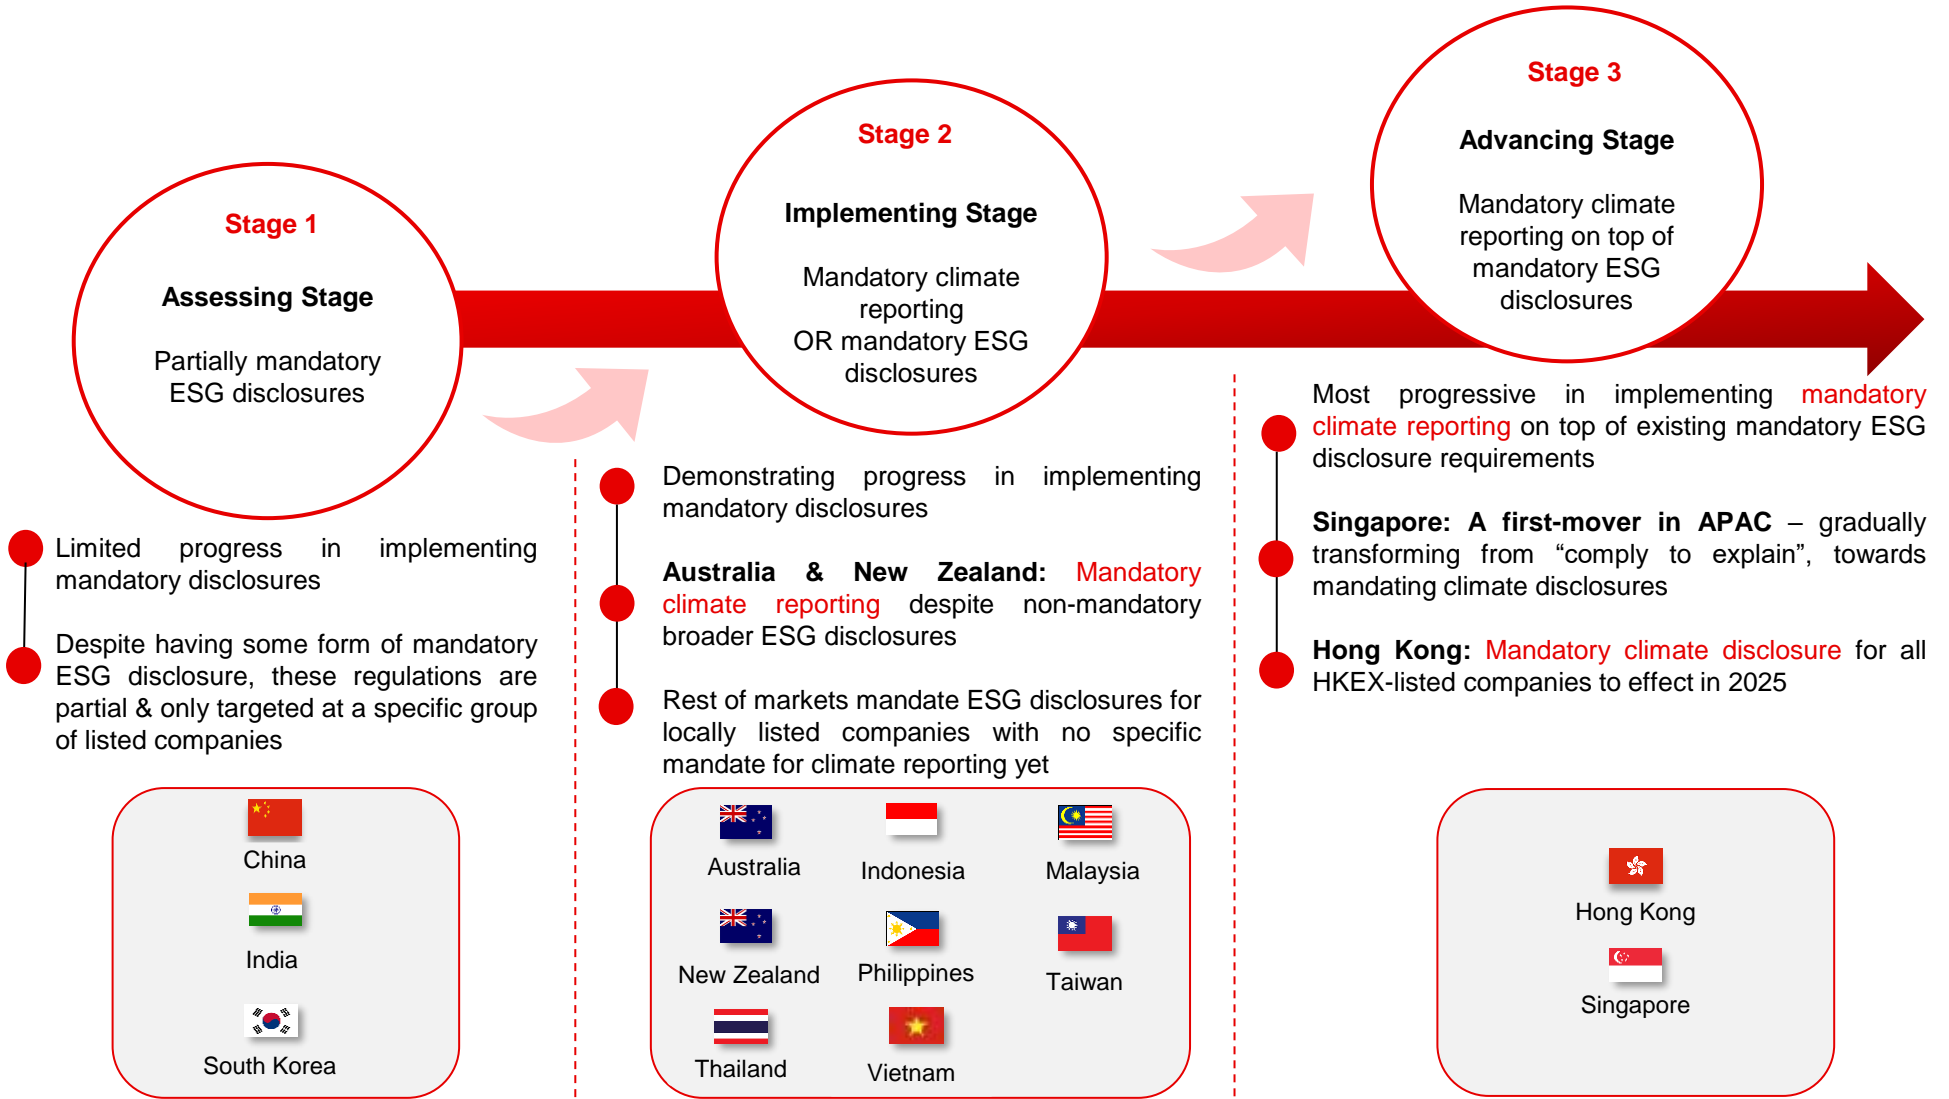 Stage 1
Assessing Stage
Partially mandatory
ESG disclosures
Limited progress in implementing
mandatory disclosures
Despite having some form of mandatory
ESG disclosure, these regulations are
partial & only targeted at a specific group
of listed companies
China
India
South Korea
Stage 2
Implementing Stage
Mandatory climate
reporting
OR mandatory ESG
disclosures
Demonstrating progress in implementing
mandatory disclosures
Australia & New Zealand: Mandatory
climate reporting despite non-mandatory
broader ESG disclosures
Rest of markets mandate ESG disclosures for
locally listed companies with no specific
mandate for climate reporting yet
Australia
Indonesia
Malaysia
New Zealand
Philippines
Taiwan
Thailand
Vietnam
Stage 3
Advancing Stage
Mandatory climate
reporting on top of
mandatory ESG
disclosures
Most progressive in implementing mandatory
climate reporting on top of existing mandatory ESG
disclosure requirements
Singapore: A first-mover in APAC – gradually
transforming from “comply to explain”, towards
mandating climate disclosures
Hong Kong: Mandatory climate disclosure for all
HKEX-listed companies to effect in 2025
Hong Kong
Singapore